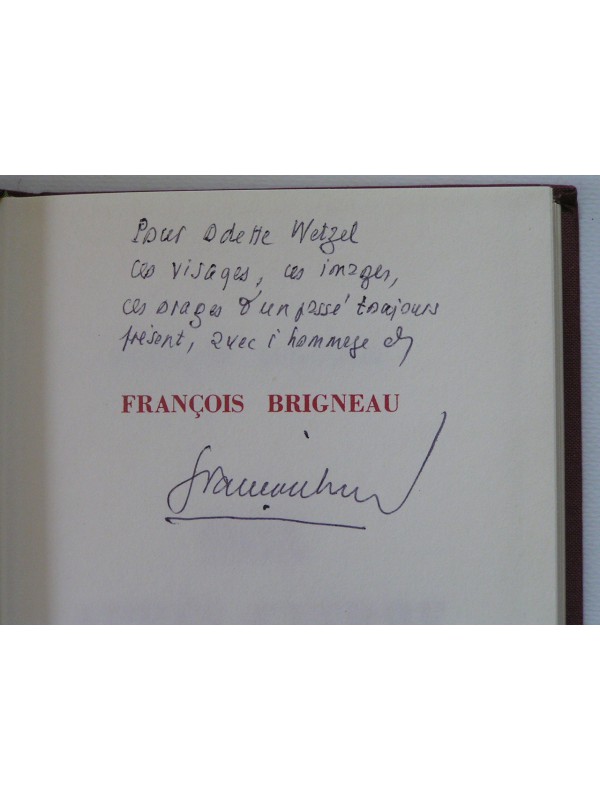 Pour Odette Wetzel
ces visages, ces images,
ces orages d'un passé toujours
présent, avec l'hommage de
FRANÇOIS BRIGNEAU